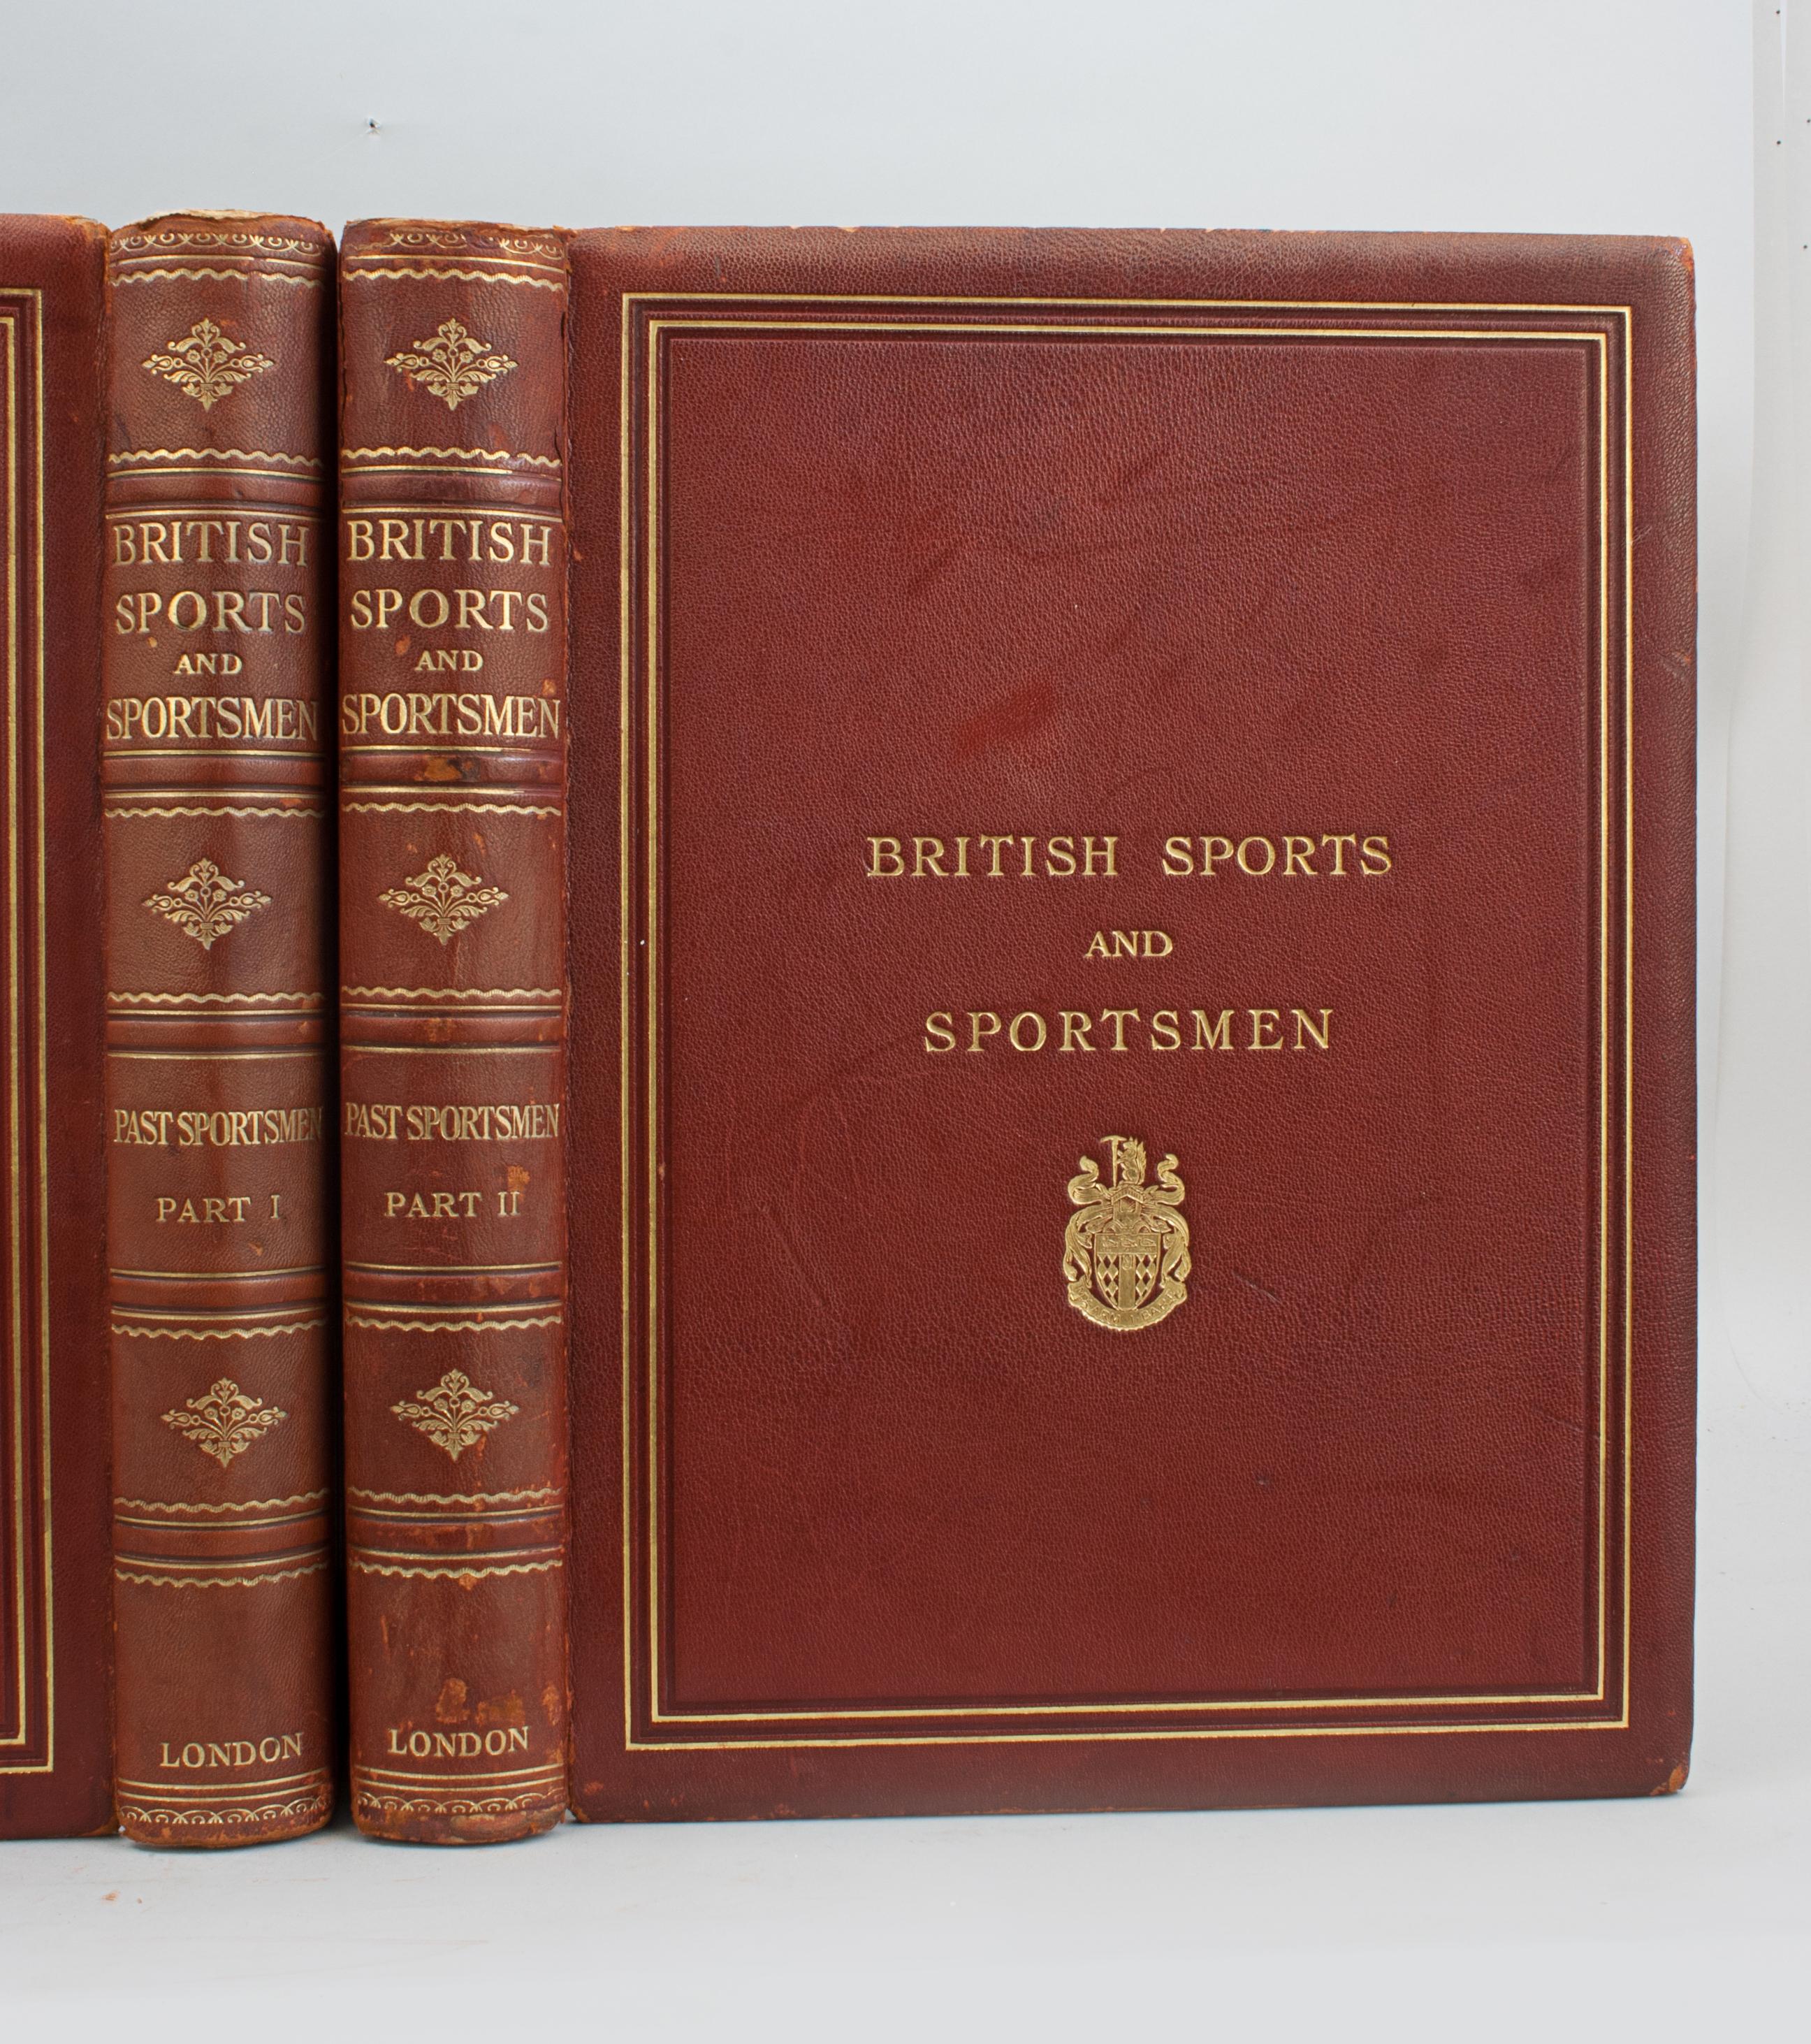 BRITISH
SPORTS
AND
SPORTSMEN
PAST SPORTSMEN
PART I
LONDON
BRITISH
SPORTS
AND
SPORTSMEN
PAST SPORTSMEN
PART II
LONDON
BRITISH SPORTS
AND
SPORTSMEN